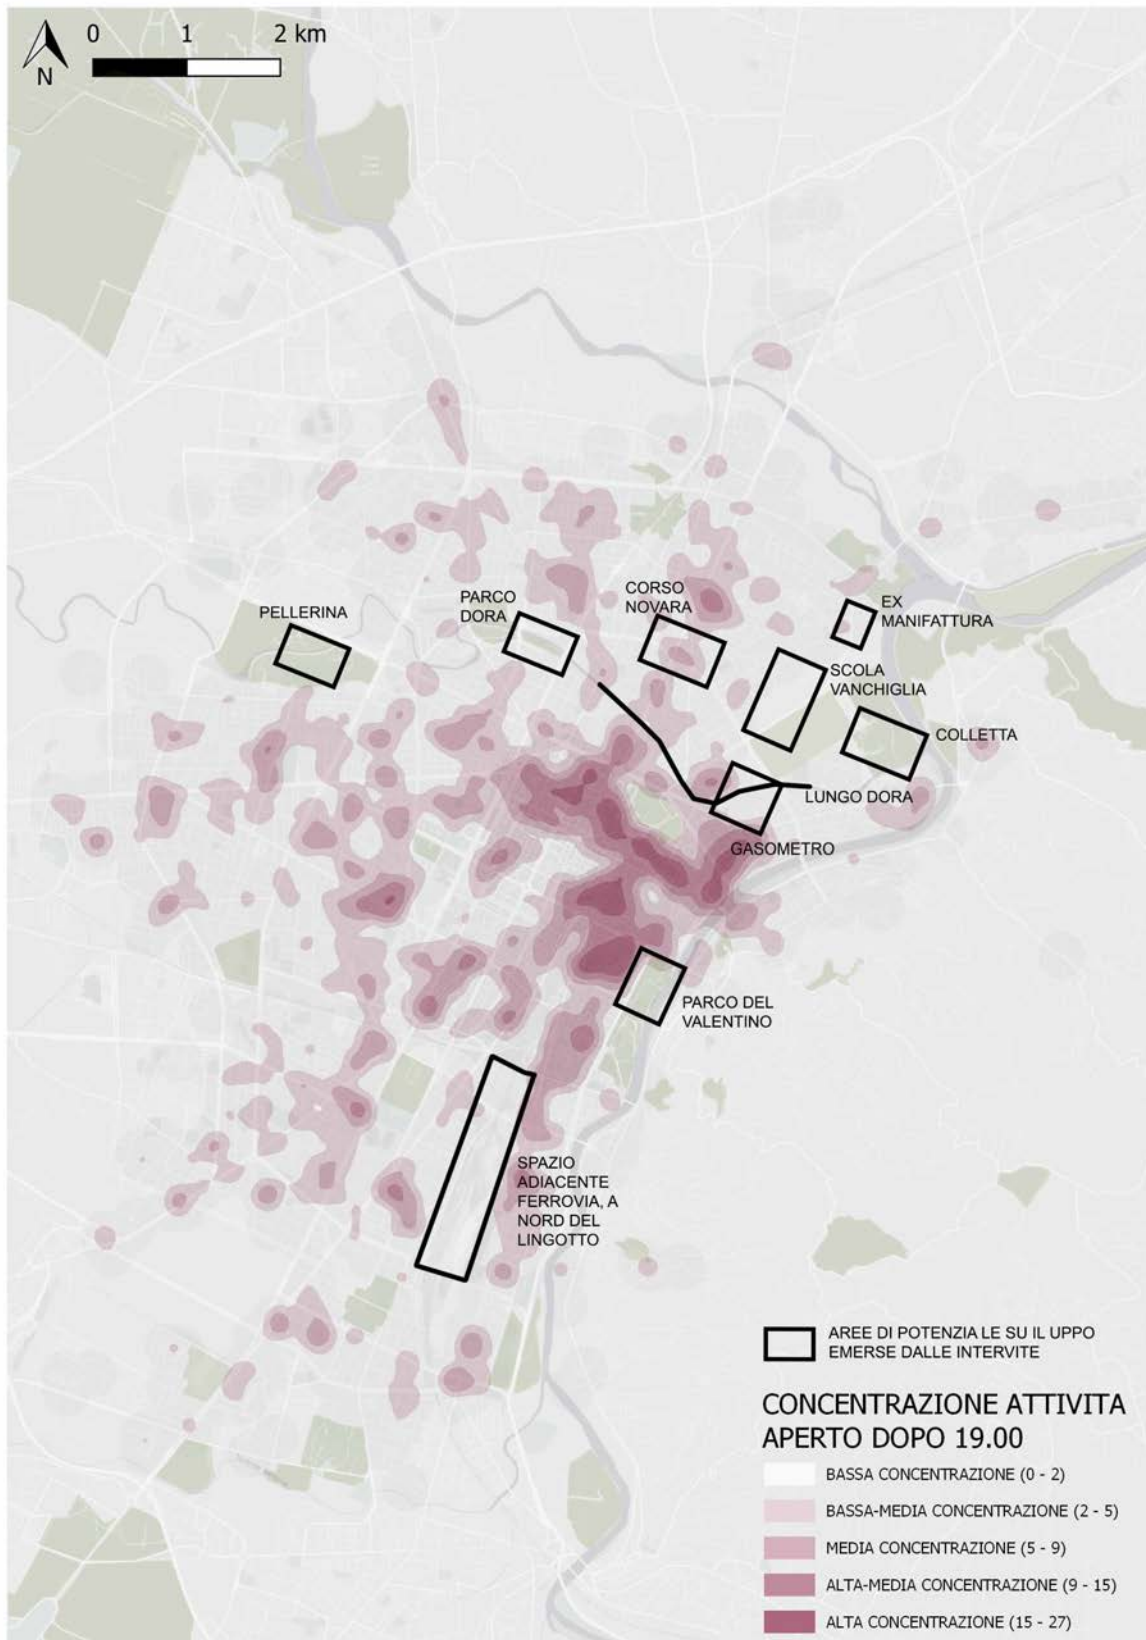 0 1 2 km
N
PELLERINA
PARCO
DORA
CORSO
NOVARA
EX
MANIFATTURA
SCOLA
VANCHIGLIA
COLLETTA
LUNGO DORA
GASOMETRO
PARCO DEL
VALENTINO
SPAZIO
ADIACENTE
FERROVIA, A
NORD DEL
LINGOTTO
AREE DI POTENZIA LE SU IL UPPO
EMERSE DALLE INTERVITE
CONCENTRAZIONE ATTIVITA
APERTO DOPO 19.00
BASSA CONCENTRAZIONE (0 - 2)
BASSA-MEDIA CONCENTRAZIONE (2 - 5)
MEDIA CONCENTRAZIONE (5 - 9)
ALTA-MEDIA CONCENTRAZIONE (9 - 15)
ALTA CONCENTRAZIONE (15 - 27)